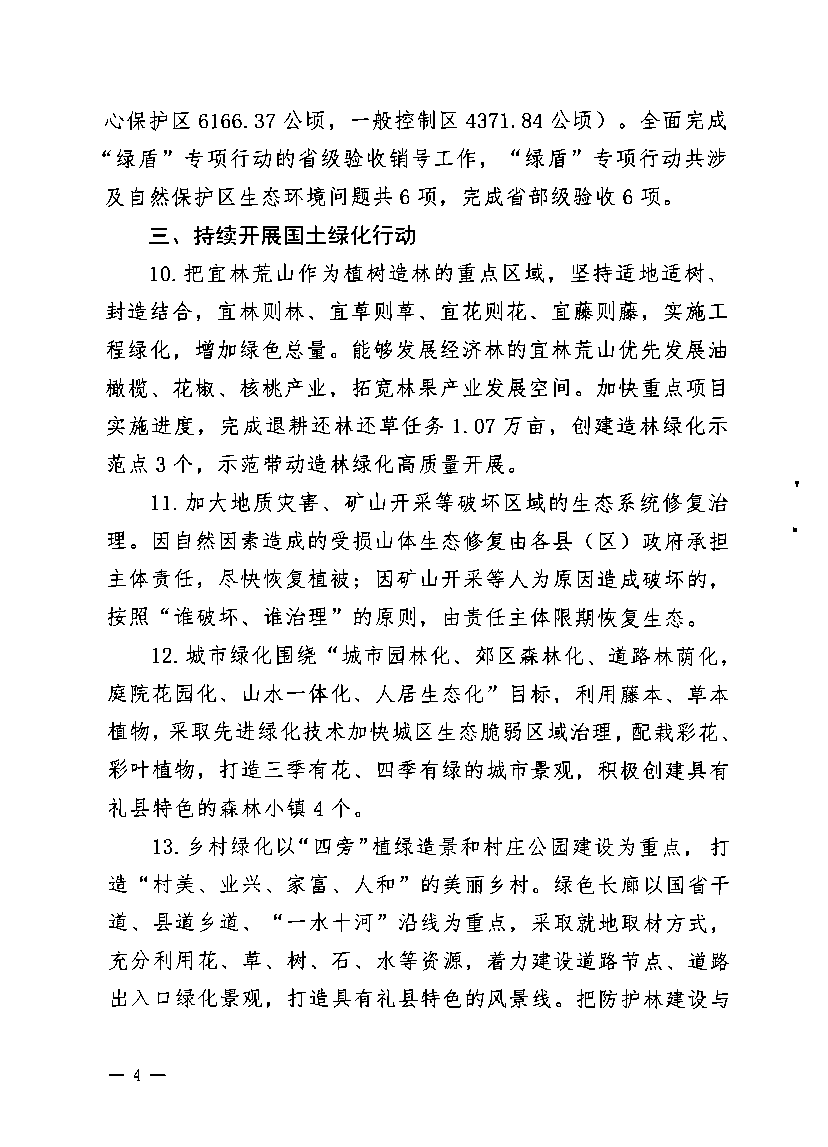 心保护区 6166.37 公顷，一般控制区 4371.84 公顷）。全面完成
“绿盾”专项行动的省级验收销号工作，“绿盾”专项行动共涉
及自然保护区生态环境问题共 6 项，完成省部级验收 6 项。
三、持续开展国土绿化行动
10. 把宜林荒山作为植树造林的重点区域，坚持适地适树、
封造结合，宜林则林、宜草则草、宜花则花、宜藤则藤，实施工
程绿化，增加绿色总量。能够发展经济林的宜林荒山优先发展油
橄榄、花椒、核桃产业，拓宽林果产业发展空间。加快重点项目
实施进度，完成退耕还林还草任务 1.07 万亩，创建造林绿化示
范点 3 个，示范带动造林绿化高质量开展。
11. 加大地质灾害、矿山开采等破坏区域的生态系统修复治
理。因自然因素造成的受损山体生态修复由各县（区）政府承担
主体责任，尽快恢复植被；因矿山开采等人为原因造成破坏的，
按照“谁破坏、谁治理”的原则，由责任主体限期恢复生态。
12. 城市绿化围绕“城市园林化、郊区森林化、道路林荫化，
庭院花园化、山水一体化、人居生态化”目标，利用藤本、草本
植物，采取先进绿化技术加快城区生态脆弱区域治理，配栽彩花、
彩叶植物，打造三季有花、四季有绿的城市景观，积极创建具有
礼县特色的森林小镇 4 个。
13. 乡村绿化以“四旁”植绿造景和村庄公园建设为重点，打
造“村美、业兴、家富、人和”的美丽乡村。绿色长廊以国省干
道、县道乡道、“一水十河”沿线为重点，采取就地取材方式，
充分利用花、草、树、石、水等资源，着力建设道路节点、道路
出入口绿化景观，打造具有礼县特色的风景线。把防护林建设与
— 4 —